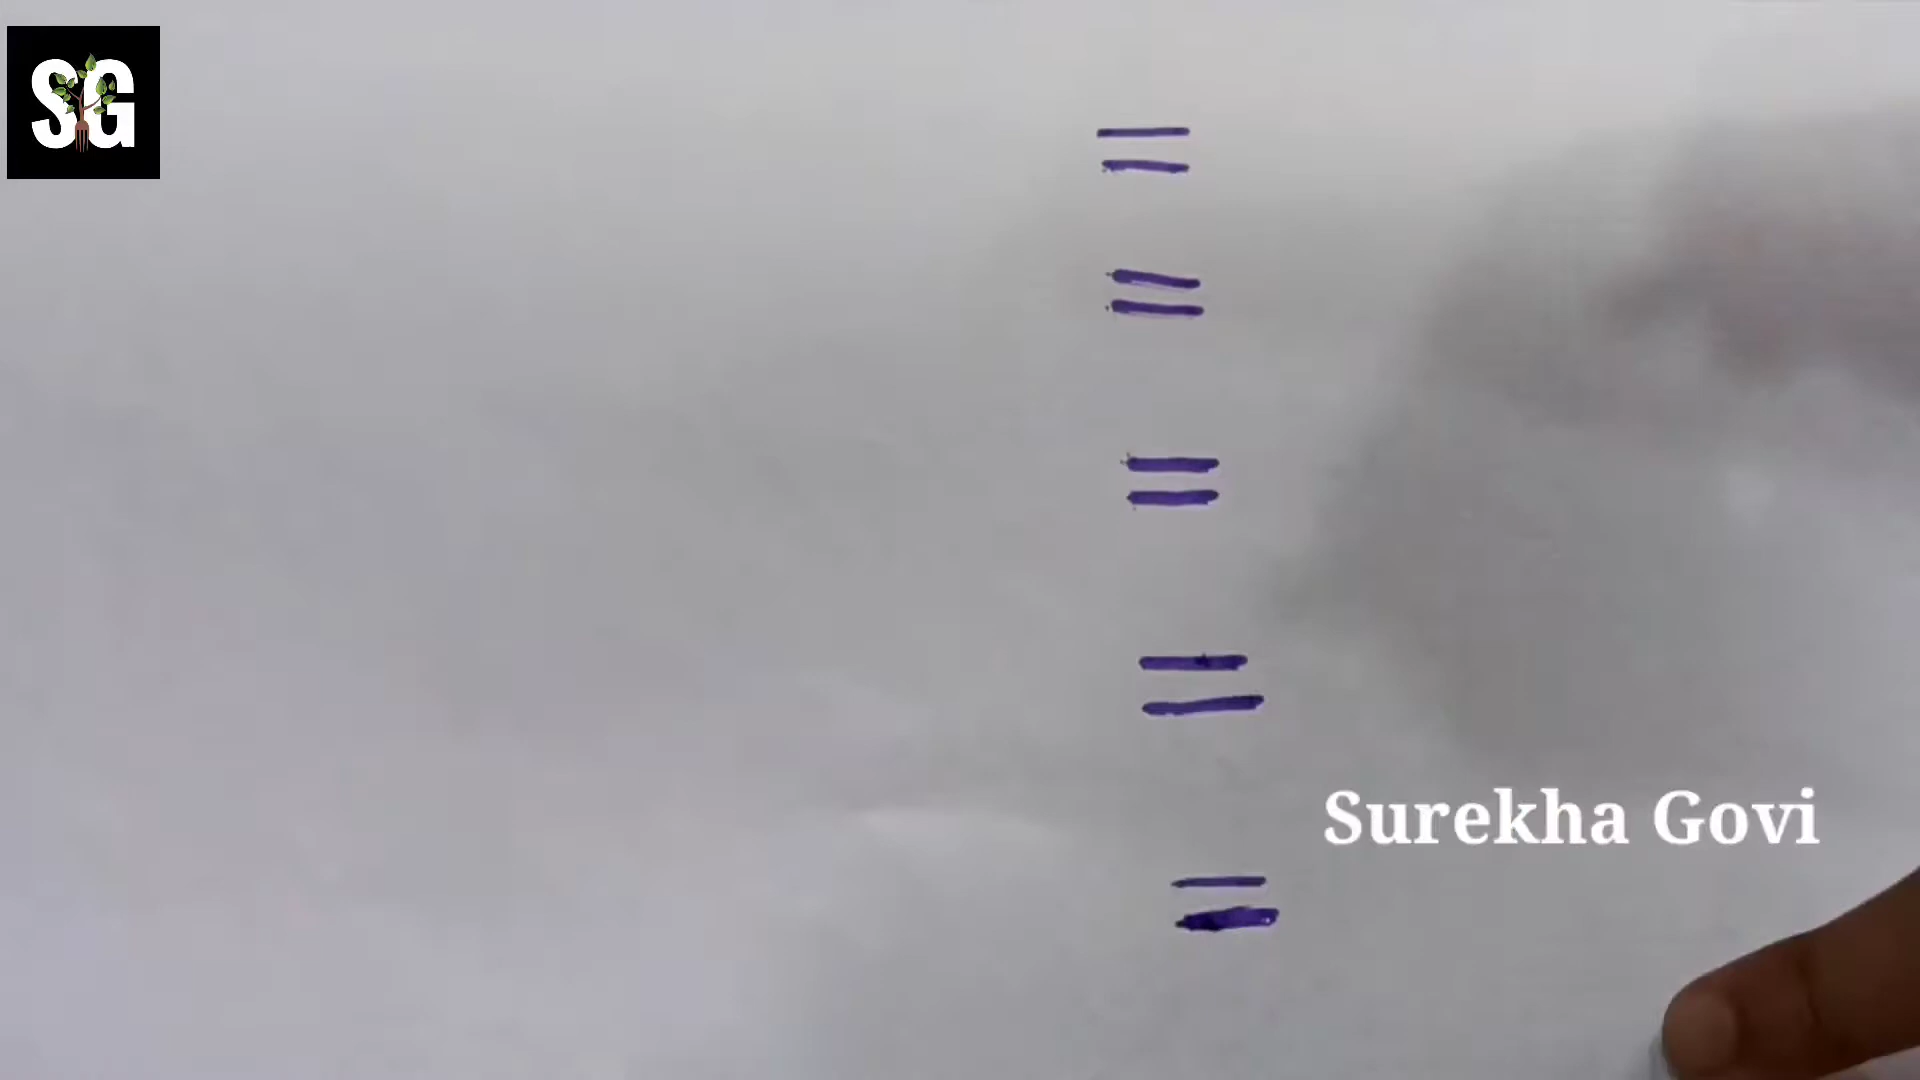 SG
=
=
=
=
=
Surekha Govi